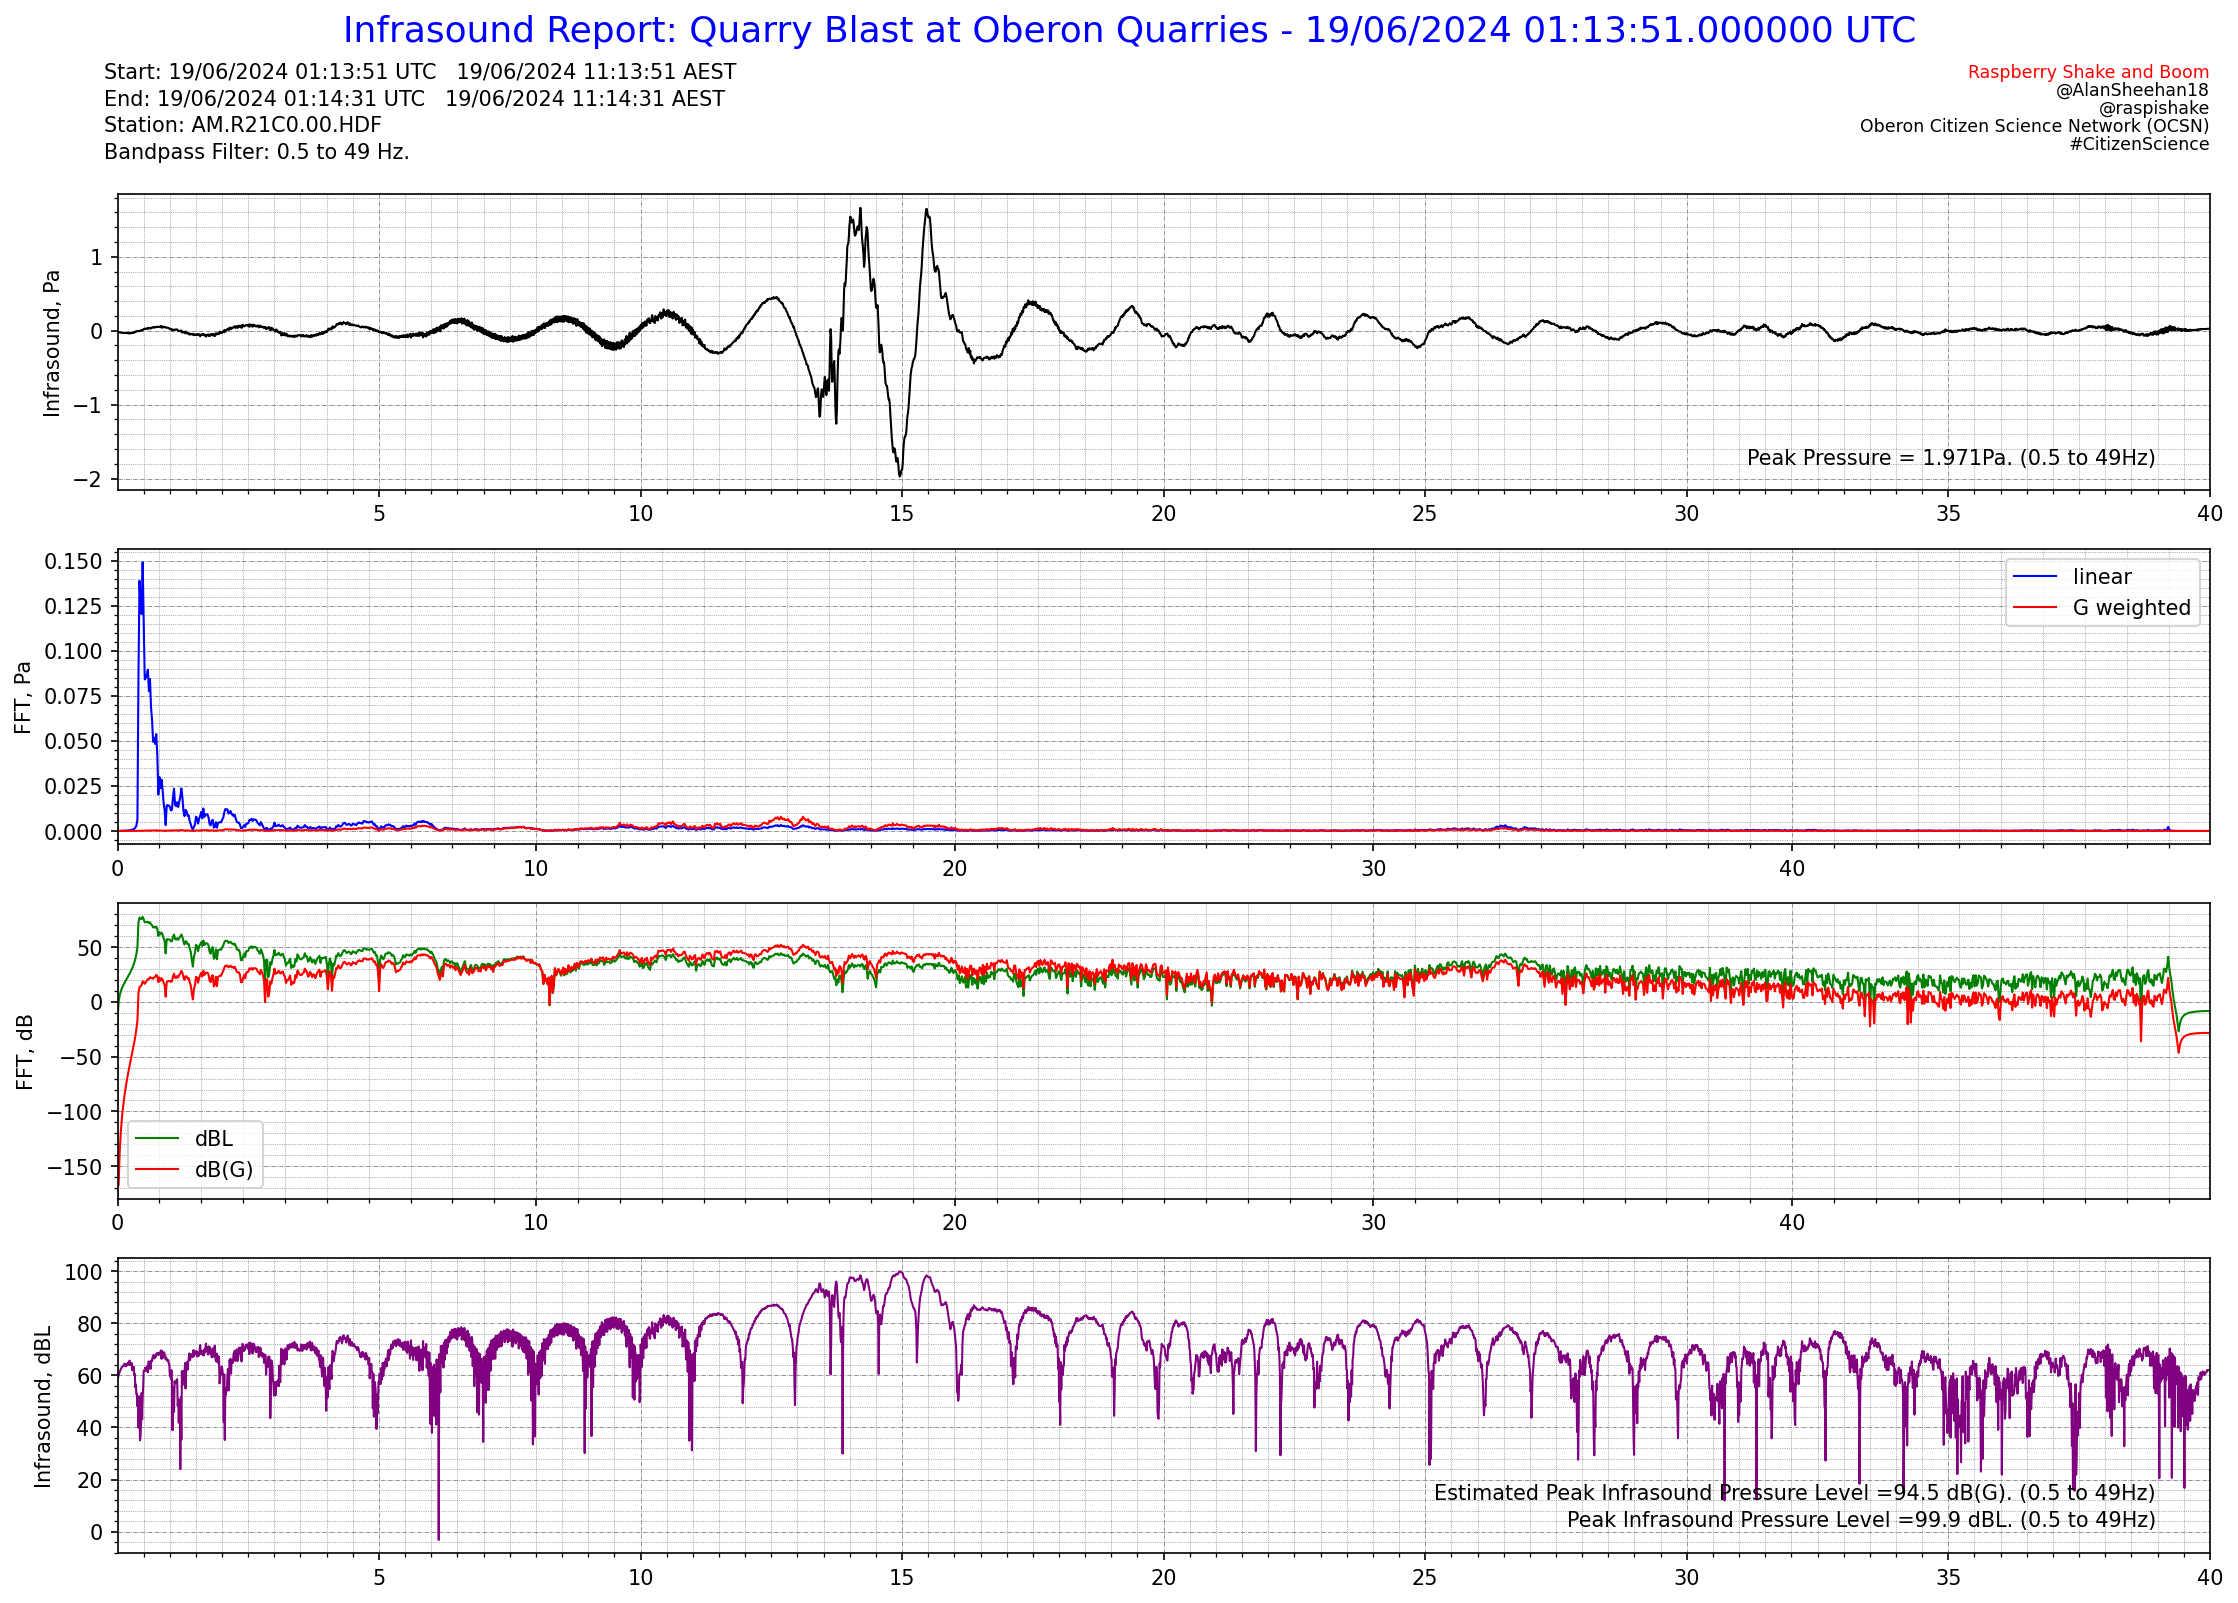 Infrasound Report: Quarry Blast at Oberon Quarries - 19/06/2024 01:13:51.000000 UTC
Start: 19/06/2024 01:13:51 UTC   19/06/2024 11:13:51 AEST
End: 19/06/2024 01:14:31 UTC   19/06/2024 11:14:31 AEST
Station: AM.R21C0.00.HDF
Bandpass Filter: 0.5 to 49 Hz.
Raspberry Shake and Boom
@AlanSheehan18
@raspishake
Oberon Citizen Science Network (OCSN)
#CitizenScience
Infrasound, Pa
1
0
−1
−2
Peak Pressure = 1.971Pa. (0.5 to 49Hz)
5 10 15 20 25 30 35 40
FFT, Pa
0.150
0.125
0.100
0.075
0.050
0.025
0.000
linear
G weighted
0 10 20 30 40
FFT, dB
50
0
−50
−100
−150
dBL
dB(G)
0 10 20 30 40
Infrasound, dBL
100
80
60
40
20
0
Estimated Peak Infrasound Pressure Level =94.5 dB(G). (0.5 to 49Hz)
Peak Infrasound Pressure Level =99.9 dBL. (0.5 to 49Hz)
5 10 15 20 25 30 35 40